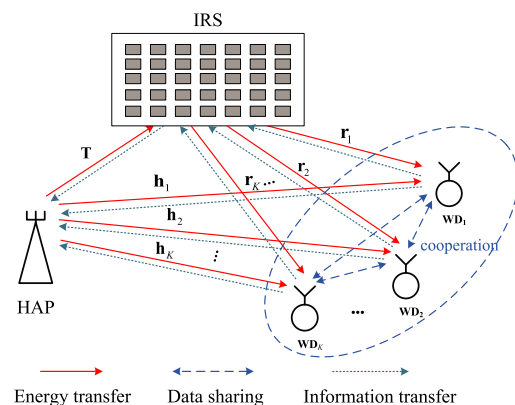 IRS
T
r1
h1
rK
...
r2
h2
WD1
cooperation
hK
...
HAP
WDK
...
WD2
Energy transfer
Data sharing
Information transfer